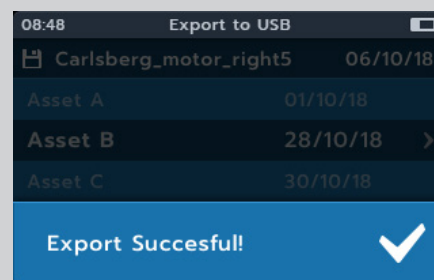 08:48 Export to USB
Carlsberg_motor_right5 06/10/18
Asset A 01/10/18
Asset B 28/10/18
Asset C 30/10/18
Export Succesful!